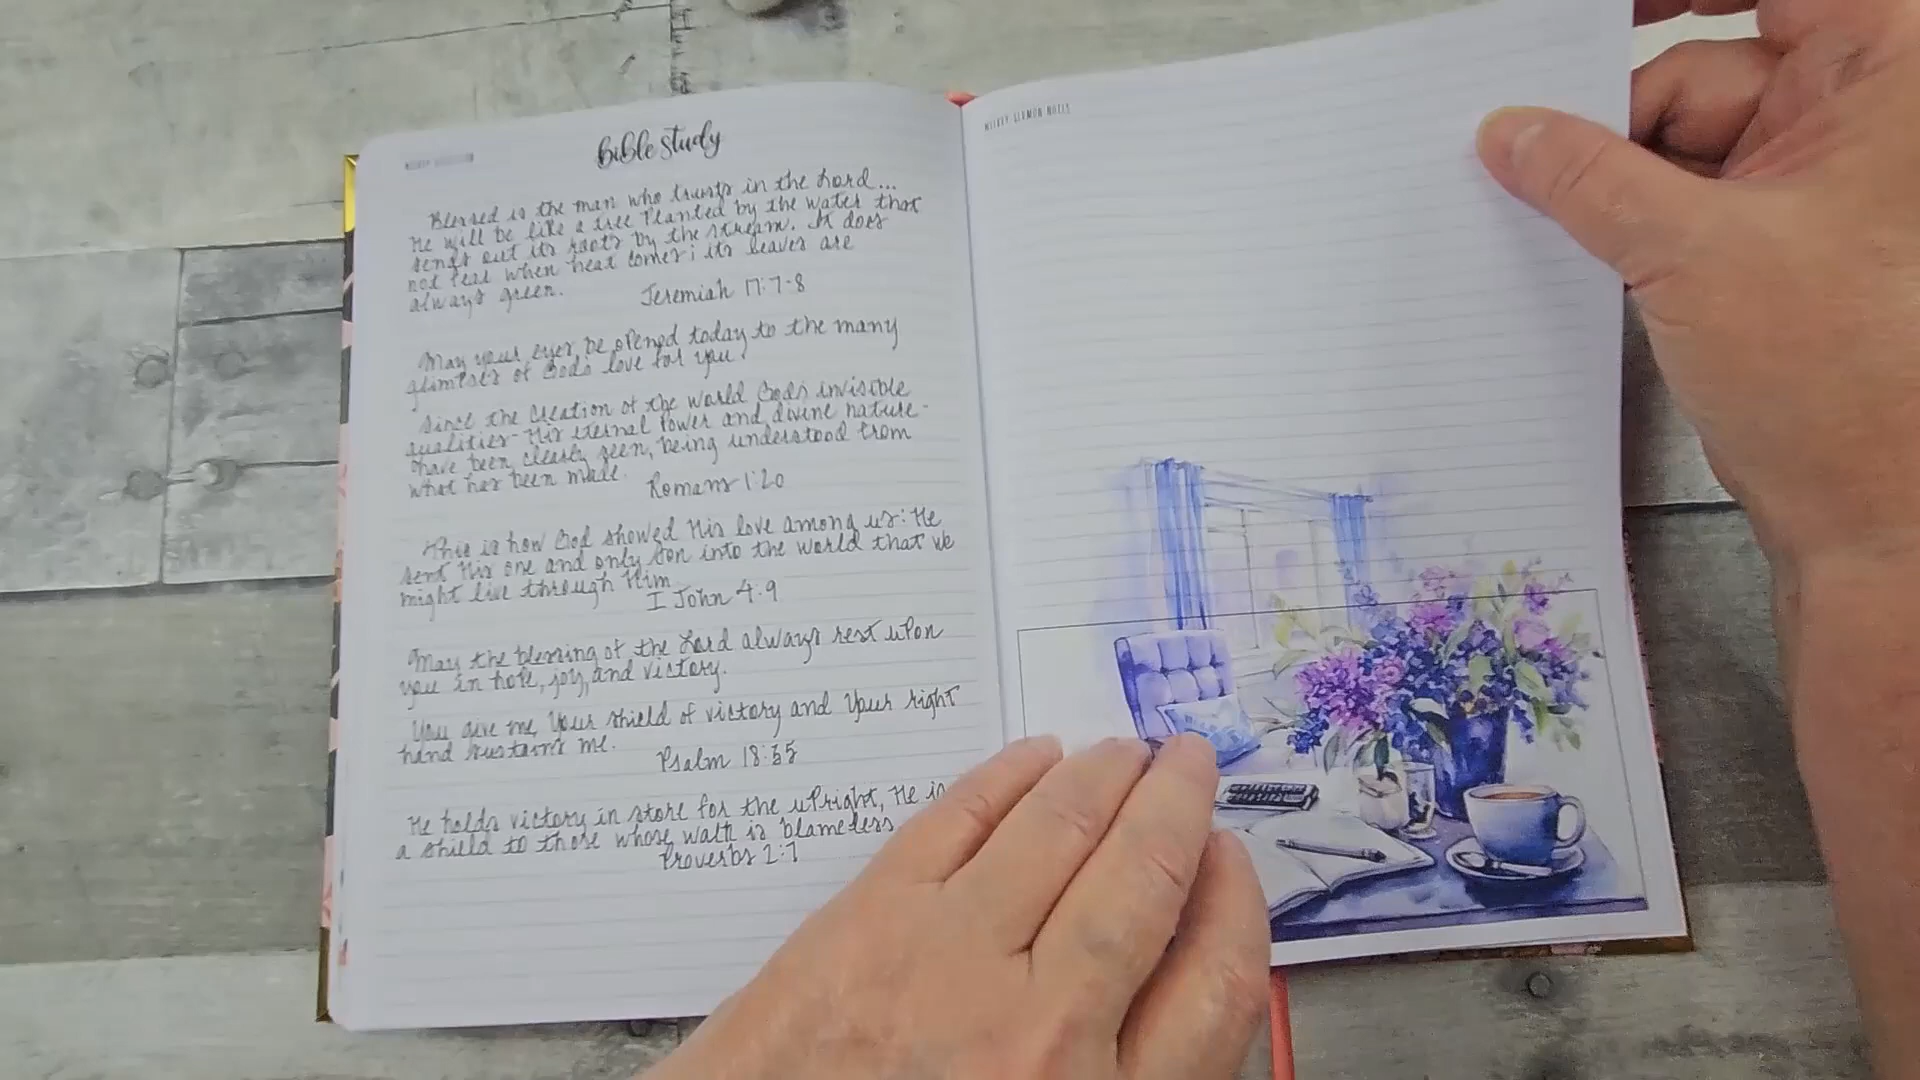 bible study
Blessed is the man who trusts in the Lord...
He will be like a tree planted by the water that
sends out its roots by the stream. It does
not fear when heat comes; its leaves are
always green.
Jeremiah 17:7-8
May your eyes be opened today to the many
glimpses of Gods love for you.
Since the creation of the world Gods invisible
qualities - His eternal power and divine nature -
have been clearly seen, being understood from
what has been made.
Romans 1:20
This is how God showed His love among us: He
sent His one and only Son into the world that we
might live through Him
I John 4:9
May the blessing of the Lord always rest upon
you in hope, joy, and victory.
You give me Your shield of victory and Your right
hand sustains me.
Psalm 18:35
He holds victory in store for the upright, He is
a shield to those whose walk is blameless
Proverbs 2:7
WEEKLY SERMON NOTES